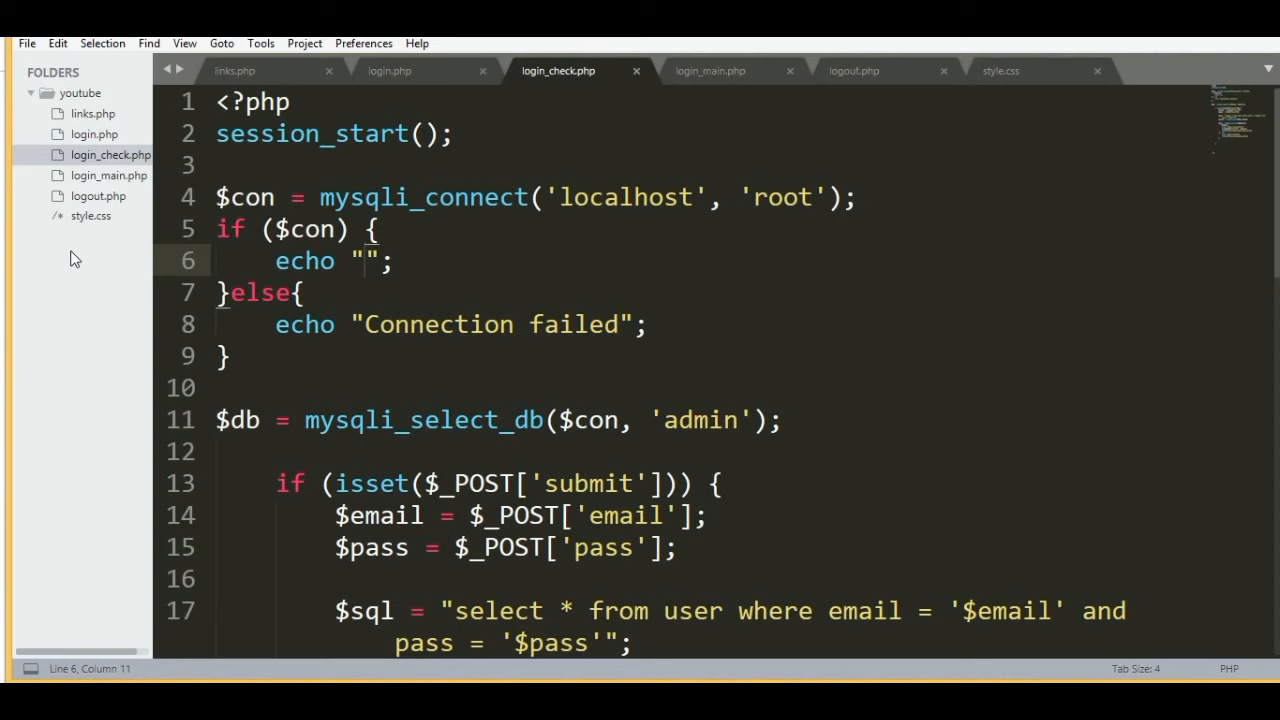 File Edit Selection Find View Goto Tools Project Preferences Help
FOLDERS
youtube
links.php
login.php
login_check.php
login_main.php
logout.php
/* style.css
links.php × login.php × login_check.php × login_main.php × logout.php × style.css ×
1 <?php
2 session_start();
3
4 $con = mysqli_connect('localhost', 'root');
5 if ($con) {
6     echo "";
7 }else{
8     echo "Connection failed";
9 }
10
11 $db = mysqli_select_db($con, 'admin');
12
13     if (isset($_POST['submit'])) {
14         $email = $_POST['email'];
15         $pass = $_POST['pass'];
16
17         $sql = "select * from user where email = '$email' and
pass = '$pass'";
Line 6, Column 11 Tab Size: 4 PHP